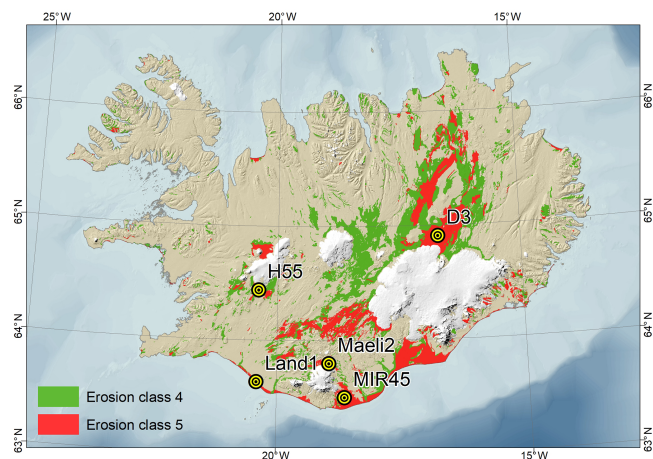 25°W
20°W
15°W
66°N
66°N
65°N
65°N
64°N
64°N
63°N
63°N
D3
H55
Maeli2
Land1
MIR45
Erosion class 4
Erosion class 5
20°W
15°W